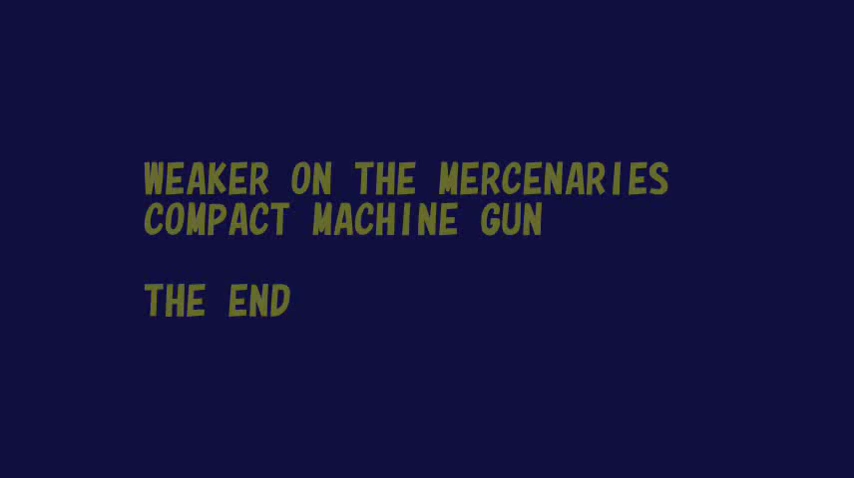 WEAKER ON THE MERCENARIES
COMPACT MACHINE GUN
THE END